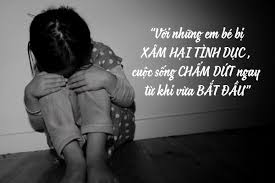 “Với những em bé bị
XÂM HẠI TÌNH DỤC ,
cuộc sống CHẤM DỨT ngay
từ khi vừa BẮT ĐẦU”